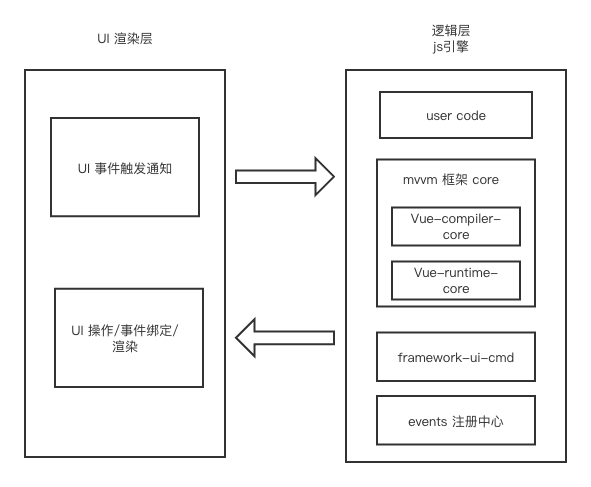 UI 渲染层
逻辑层
js引擎
UI 事件触发通知
UI 操作/事件绑定/
渲染
user code
mvvm 框架 core
Vue-compiler-
core
Vue-runtime-
core
framework-ui-cmd
events 注册中心